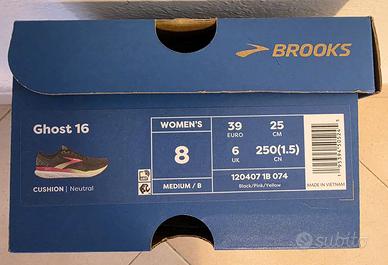 BROOKS
Ghost 16
CUSHION | Neutral
WOMEN'S
8
MEDIUM / B
39
EURO
25
CM
6
UK
250(1.5)
CN
120407 1B 074
Black/Pink/Yellow
MADE IN VIETNAM
subito